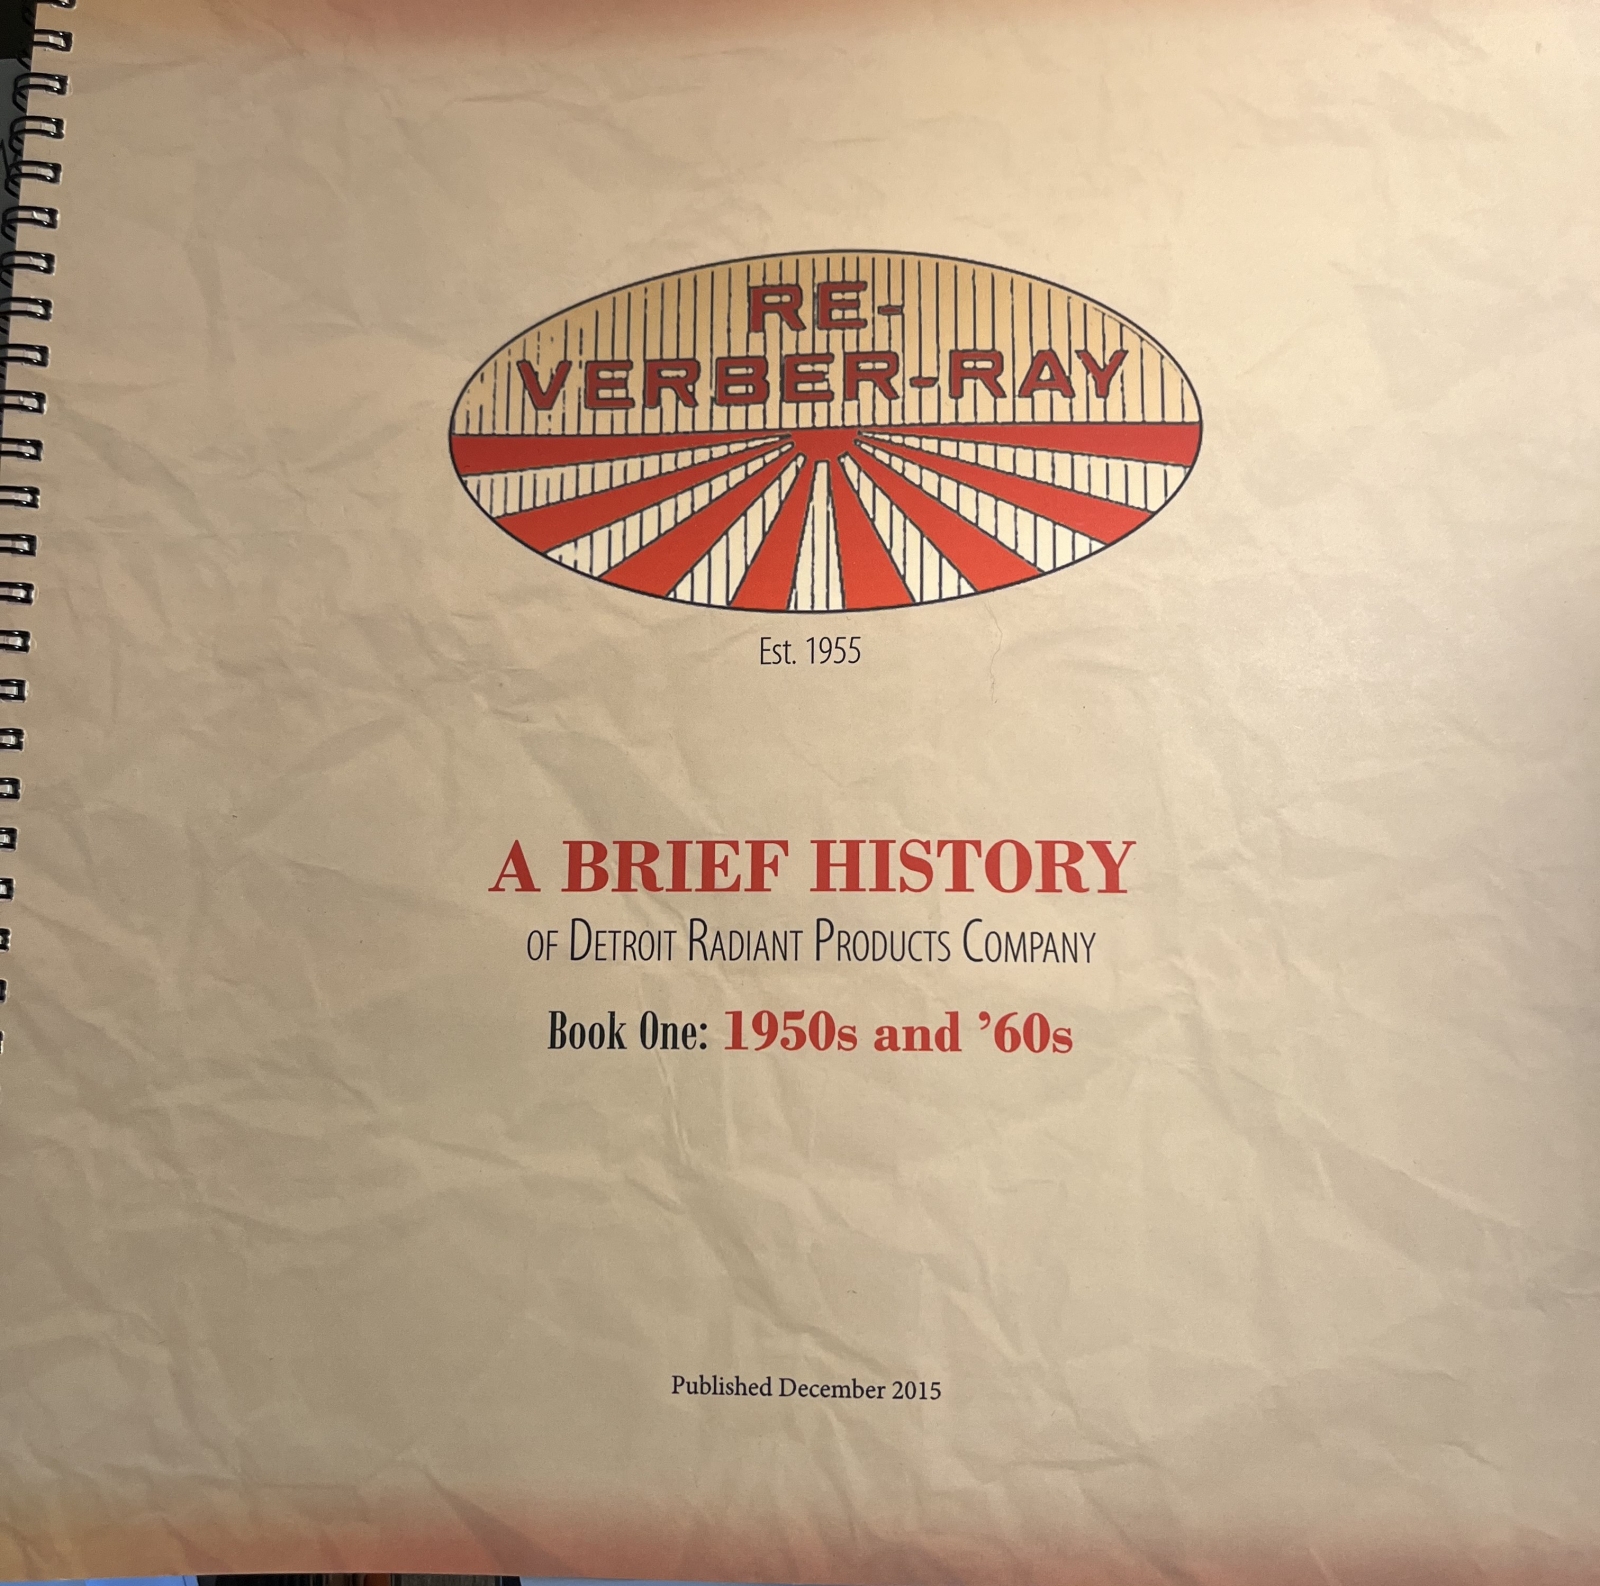 RE-
VERBER-RAY
Est. 1955
A BRIEF HISTORY
OF DETROIT RADIANT PRODUCTS COMPANY
Book One: 1950s and ’60s
Published December 2015